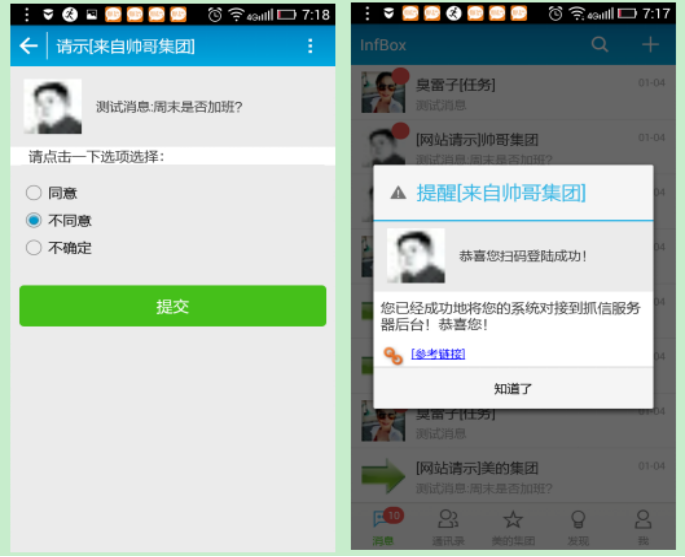 4G 7:18
请示[来自帅哥集团]
测试消息:周末是否加班?
请点击一下选项选择：
同意
不同意
不确定
提交
4G 7:17
InfBox
臭雷子[任务]
01-04
测试消息
[网站请示]帅哥集团
01-04
测试消息:周末是否加班?
提醒[来自帅哥集团]
恭喜您扫码登陆成功!
您已经成功地将您的系统对接到抓信服务
器后台！恭喜您!
[参考链接]
知道了
臭雷子[任务]
04
测试消息
[网站请示]美的集团
01-04
测试消息:周末是否加班?
10
消息
通讯录
美的集团
发现
我